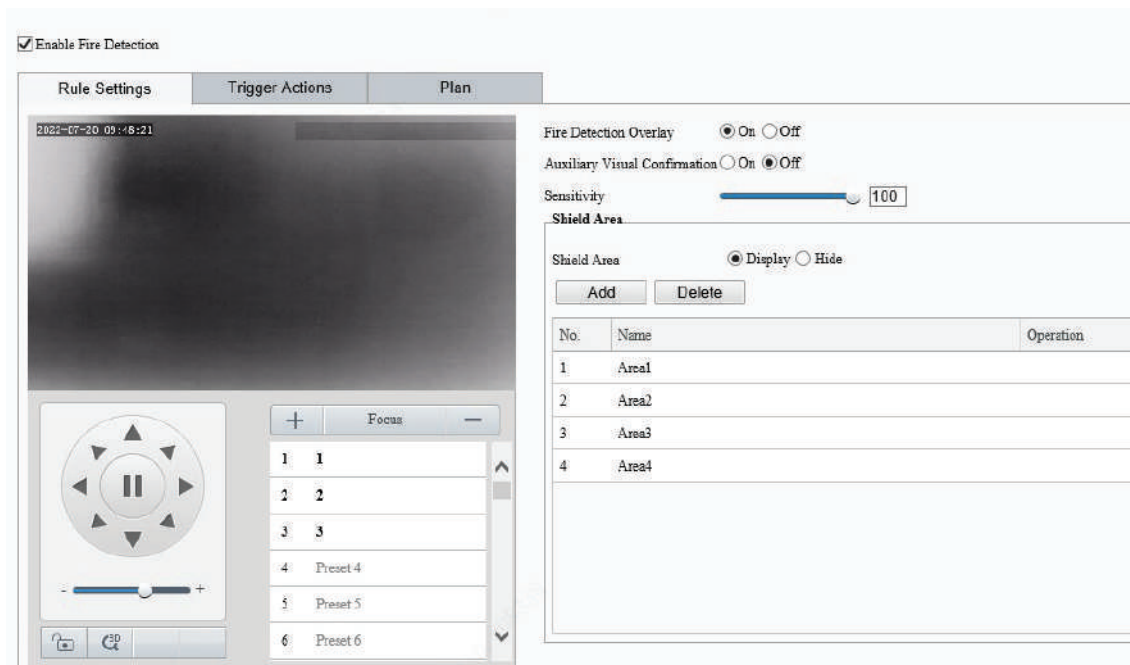 Enable Fire Detection
Rule Settings Trigger Actions Plan
2022-07-20 09:48:21
Fire Detection Overlay On Off
Auxiliary Visual Confirmation On Off
Sensitivity 100
Shield Area
Shield Area Display Hide
Add Delete
No. Name Operation
1 Area1
2 Area2
3 Area3
4 Area4
+ Focus −
1 1
2 2
3 3
4 Preset 4
5 Preset 5
6 Preset 6
- +
3D